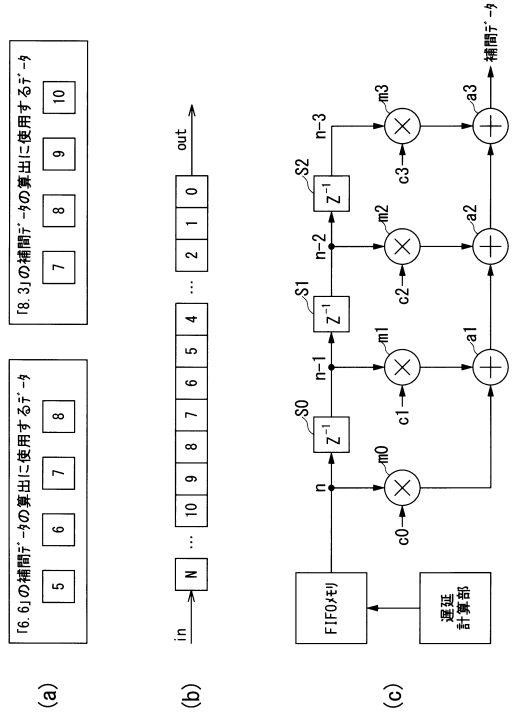 (a)
「6.6」の補間データの算出に使用するデータ
5 6 7 8
「8.3」の補間データの算出に使用するデータ
7 8 9 10
(b)
in
N … 10 9 8 7 6 5 4 … 2 1 0
out
(c)
FIFOメモリ
遅延
計算部
n
S0
n-1
S1
n-2
S2
n-3
Z⁻¹
Z⁻¹
Z⁻¹
c0
m0
c1
m1
c2
m2
c3
m3
a1
a2
a3
補間データ